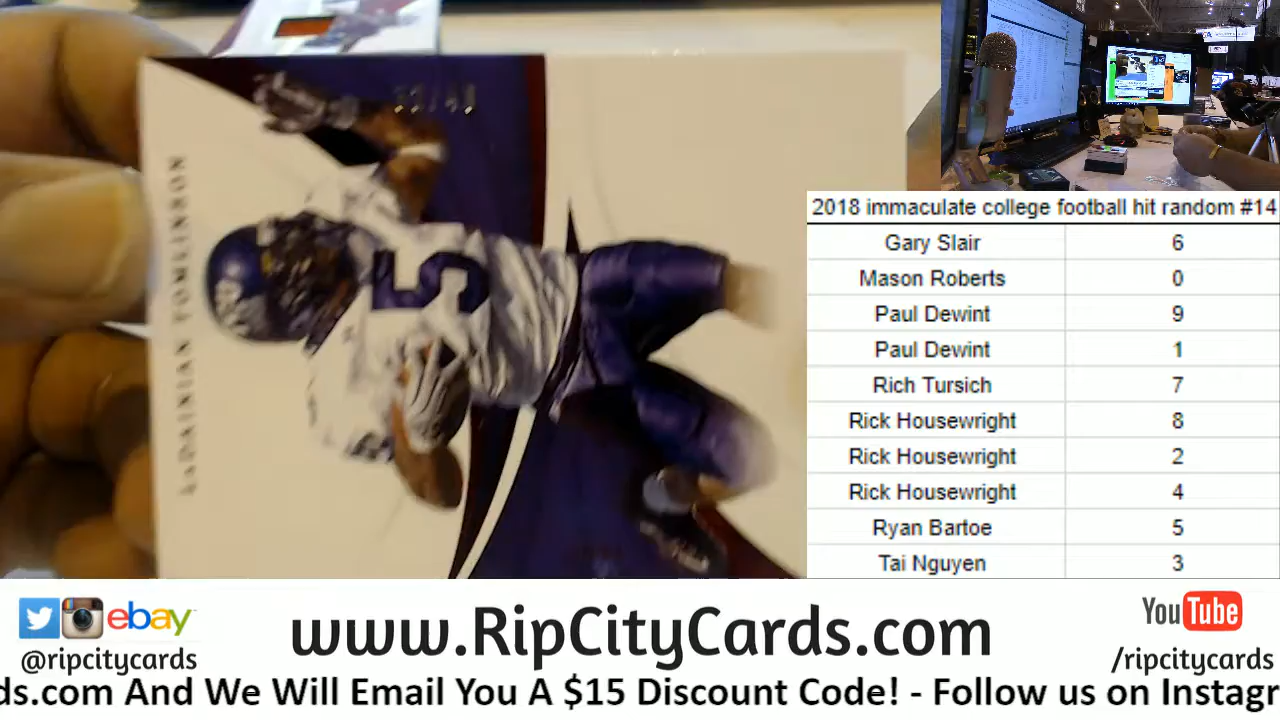 LaDAINIAN TOMLINSON
5
2018 immaculate college football hit random #14
Gary Slair 6
Mason Roberts 0
Paul Dewint 9
Paul Dewint 1
Rich Tursich 7
Rick Housewright 8
Rick Housewright 2
Rick Housewright 4
Ryan Bartoe 5
Tai Nguyen 3
ebay
@ripcitycards
www.RipCityCards.com
YouTube
/ripcitycards
ds.com And We Will Email You A $15 Discount Code! - Follow us on Instagr